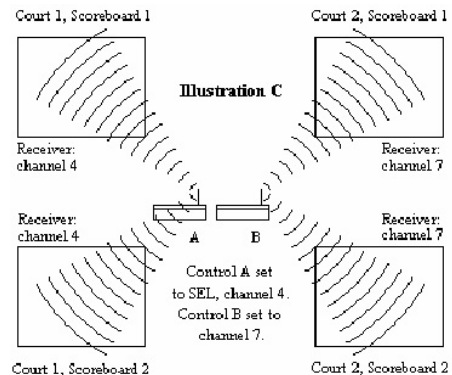 Court 1, Scoreboard 1
Court 2, Scoreboard 1
Illustration C
Receiver:
channel 4
Receiver:
channel 7
Receiver:
channel 4
Receiver:
channel 7
A
B
Control A set
to SEL, channel 4.
Control B set to
channel 7.
Court 1, Scoreboard 2
Court 2, Scoreboard 2